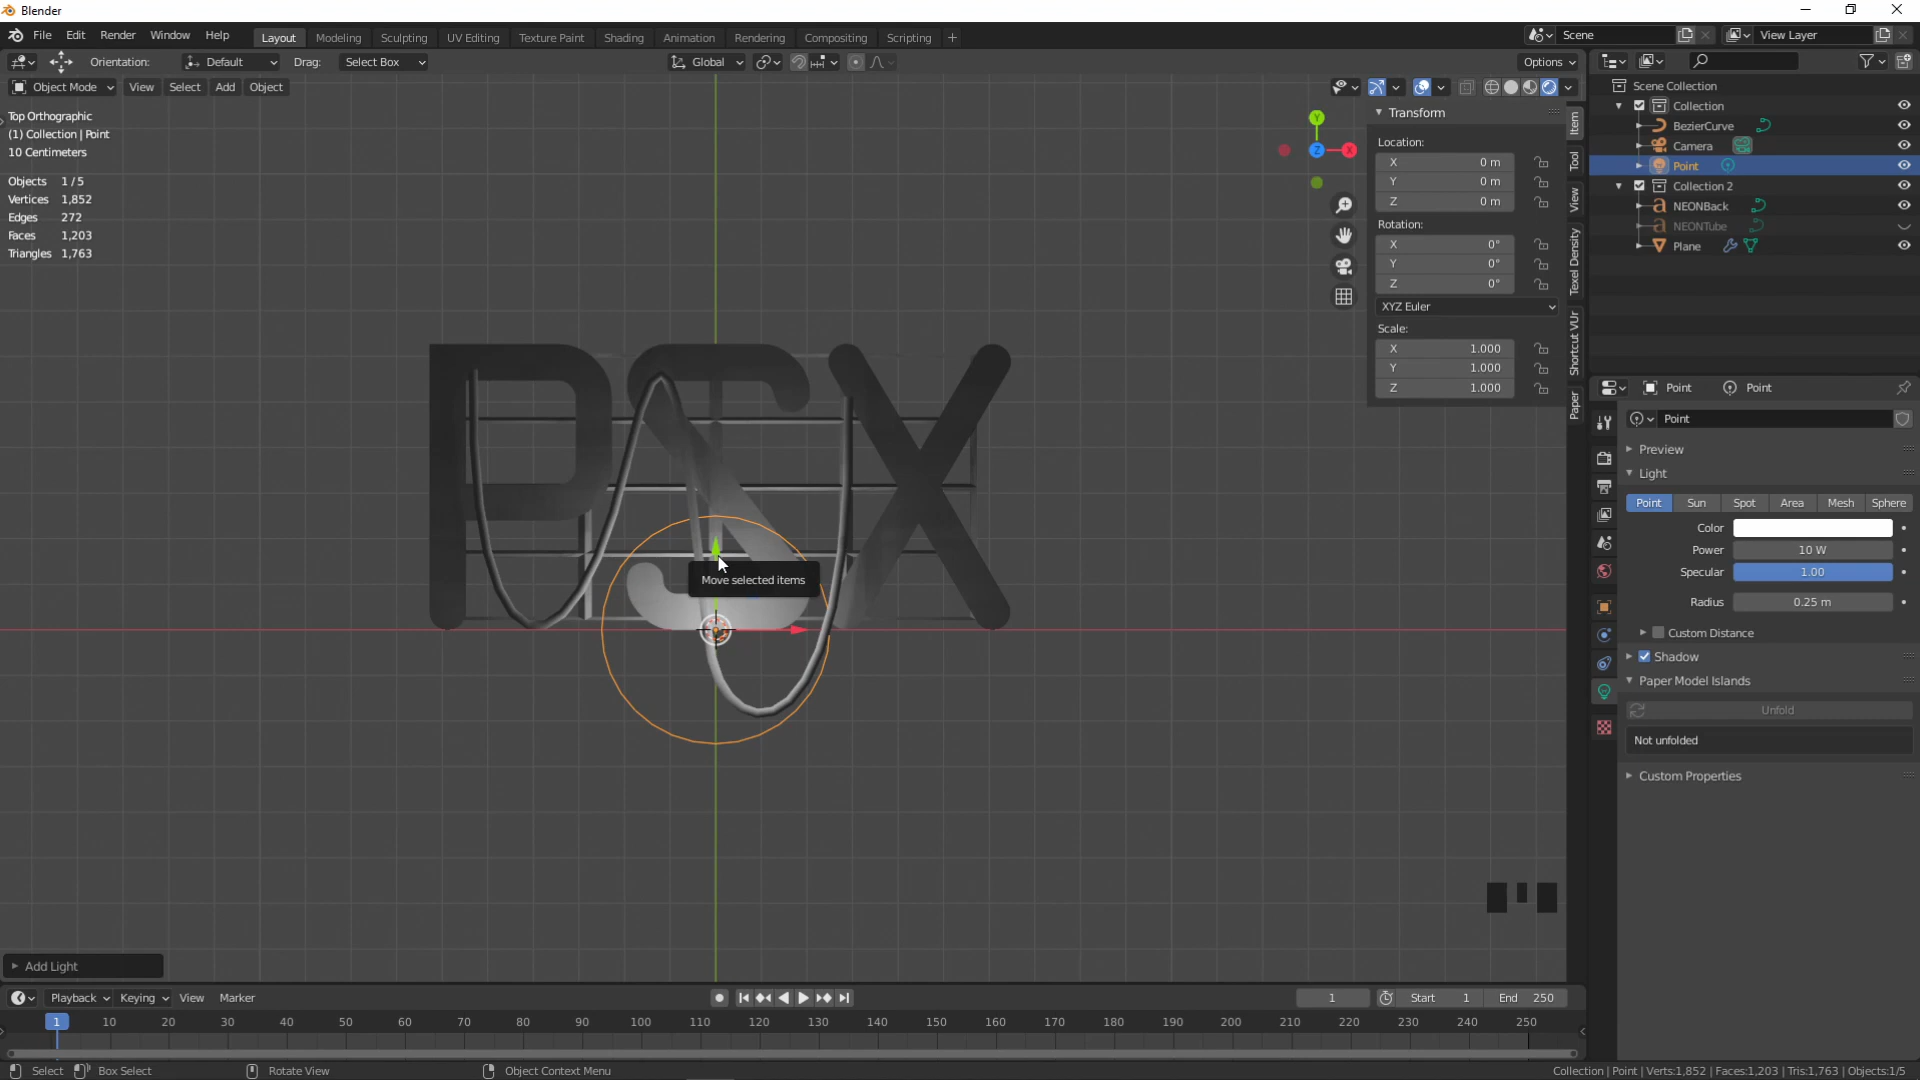 Blender
File Edit Render Window Help Layout Modeling Sculpting UV Editing Texture Paint Shading Animation Rendering Compositing Scripting + Scene View Layer
Orientation: Default Drag: Select Box Global Options
Object Mode View Select Add Object
Top Orthographic
(1) Collection | Point
10 Centimeters
Objects 1/5
Vertices 1,852
Edges 272
Faces 1,203
Triangles 1,763
Y
Z X
PSX
Move selected items
Transform
Location:
X 0 m
Y 0 m
Z 0 m
Rotation:
X 0°
Y 0°
Z 0°
XYZ Euler
Scale:
X 1.000
Y 1.000
Z 1.000
Item
Tool
View
Texel Density
Shortcut VUr
Paper
Scene Collection
Collection
BezierCurve
Camera
Point
Collection 2
NEONBack
NEONTube
Plane
Point Point
Point
Preview
Light
Point Sun Spot Area Mesh Sphere
Color
Power 10 W
Specular 1.00
Radius 0.25 m
Custom Distance
Shadow
Paper Model Islands
Unfold
Not unfolded
Custom Properties
Add Light
Playback Keying View Marker 1 Start 1 End 250
1 10 20 30 40 50 60 70 80 90 100 110 120 130 140 150 160 170 180 190 200 210 220 230 240 250
Select Box Select Rotate View Object Context Menu Collection | Point | Verts:1,852 | Faces:1,203 | Tris:1,763 | Objects:1/5